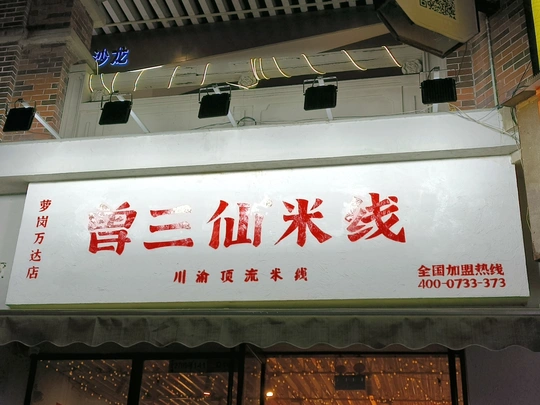 沙龙
萝岗万达店
曾三仙米线
川渝顶流米线
全国加盟热线
400-0733-373